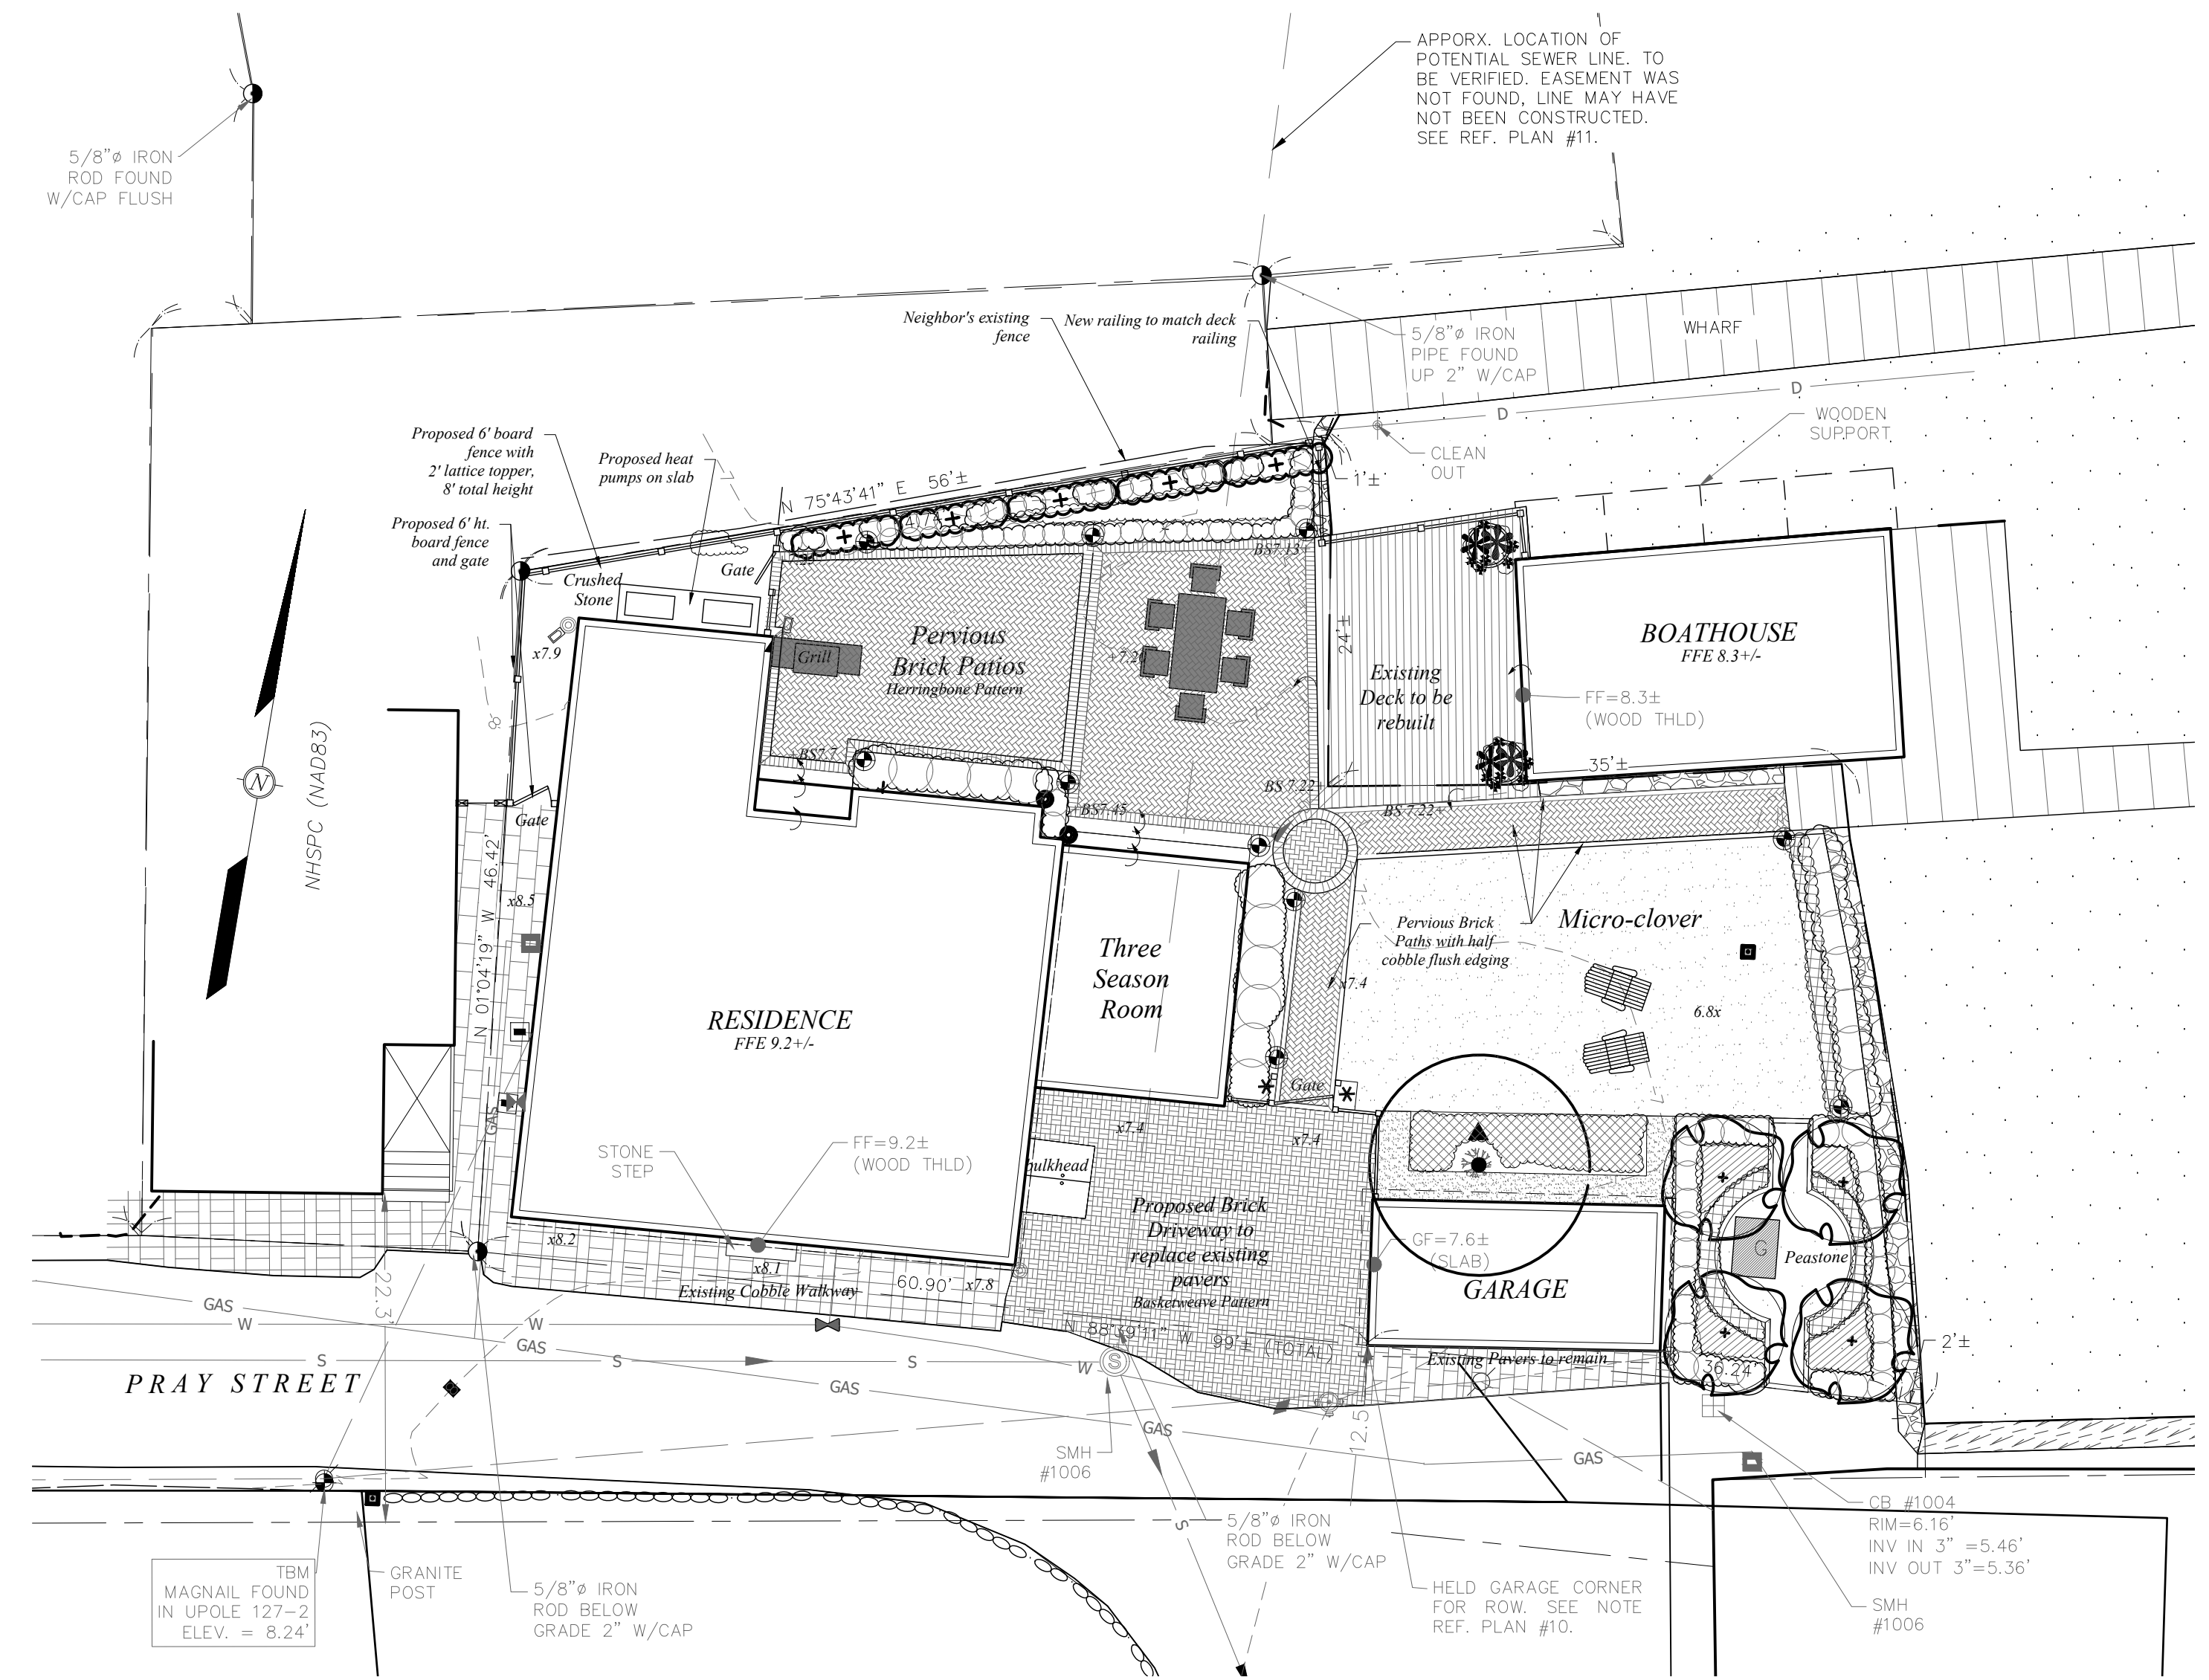 APPORX. LOCATION OF
POTENTIAL SEWER LINE. TO
BE VERIFIED. EASEMENT WAS
NOT FOUND, LINE MAY HAVE
NOT BEEN CONSTRUCTED.
SEE REF. PLAN #11.
5/8"ø IRON
ROD FOUND
W/CAP FLUSH
Neighbor's existing
fence
New railing to match deck
railing
5/8"ø IRON
PIPE FOUND
UP 2" W/CAP
WHARF
D
D
WOODEN
SUPPORT
CLEAN
OUT
1'±
Proposed 6' board
fence with
2' lattice topper,
8' total height
Proposed heat
pumps on slab
N 75°43'41" E 56'±
Proposed 6' ht.
board fence
and gate
Crushed
Stone
Gate
x7.9
8
BS7.13
Pervious
Brick Patios
Herringbone Pattern
Grill
+7.20
24'±
Existing
Deck to be
rebuilt
BOATHOUSE
FFE 8.3+/-
FF=8.3±
(WOOD THLD)
35'±
N
NHSPC (NAD83)
BS7.7
BS7.45
BS 7.22
BS 7.22+
Gate
N 01°04'19" W 46.42'
x8.5
GAS
RESIDENCE
FFE 9.2+/-
Three
Season
Room
Pervious Brick
Paths with half
cobble flush edging
Micro-clover
x7.4
6.8x
Gate
x7.4
x7.4
STONE
STEP
FF=9.2±
(WOOD THLD)
bulkhead
Proposed Brick
Driveway to
replace existing
pavers
Basketweave Pattern
GF=7.6±
(SLAB)
GARAGE
G
Peastone
x8.2
x8.1
Existing Cobble Walkway
60.90'
x7.8
N 88°39'11" W 99'± (TOTAL)
Existing Pavers to remain
36.24'
2'±
22.3'
12.5
GAS
W
W
W
GAS
S
S
S
S
GAS
GAS
GAS
PRAY STREET
SMH
#1006
S
TBM
MAGNAIL FOUND
IN UPOLE 127-2
ELEV. = 8.24'
GRANITE
POST
5/8"ø IRON
ROD BELOW
GRADE 2" W/CAP
5/8"ø IRON
ROD BELOW
GRADE 2" W/CAP
HELD GARAGE CORNER
FOR ROW. SEE NOTE
REF. PLAN #10.
CB #1004
RIM=6.16'
INV IN 3" =5.46'
INV OUT 3"=5.36'
SMH
#1006